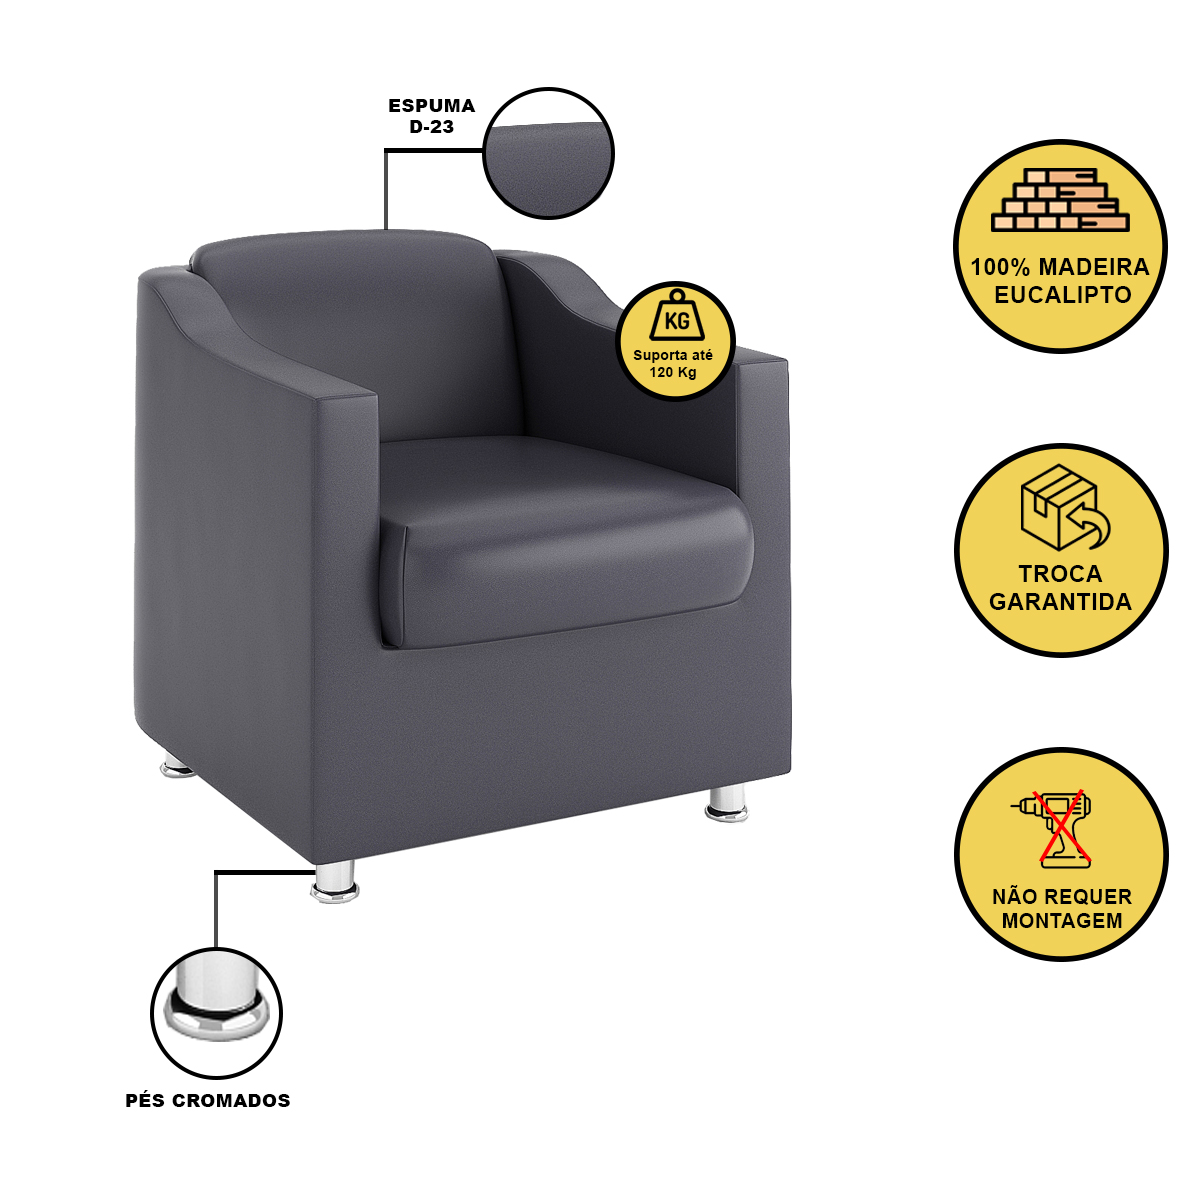 ESPUMA
D-23
KG
Suporta até
120 Kg
100% MADEIRA
EUCALIPTO
TROCA
GARANTIDA
NÃO REQUER
MONTAGEM
PÉS CROMADOS